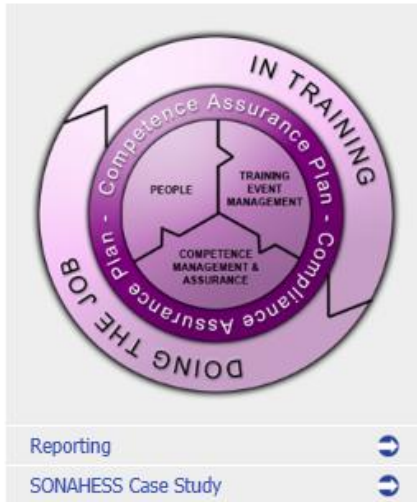 IN TRAINING
Competence Assurance Plan - Compliance Assurance Plan -
PEOPLE
TRAINING
EVENT
MANAGEMENT
COMPETENCE
MANAGEMENT &
ASSURANCE
DOING THE JOB
Reporting
SONAHESS Case Study